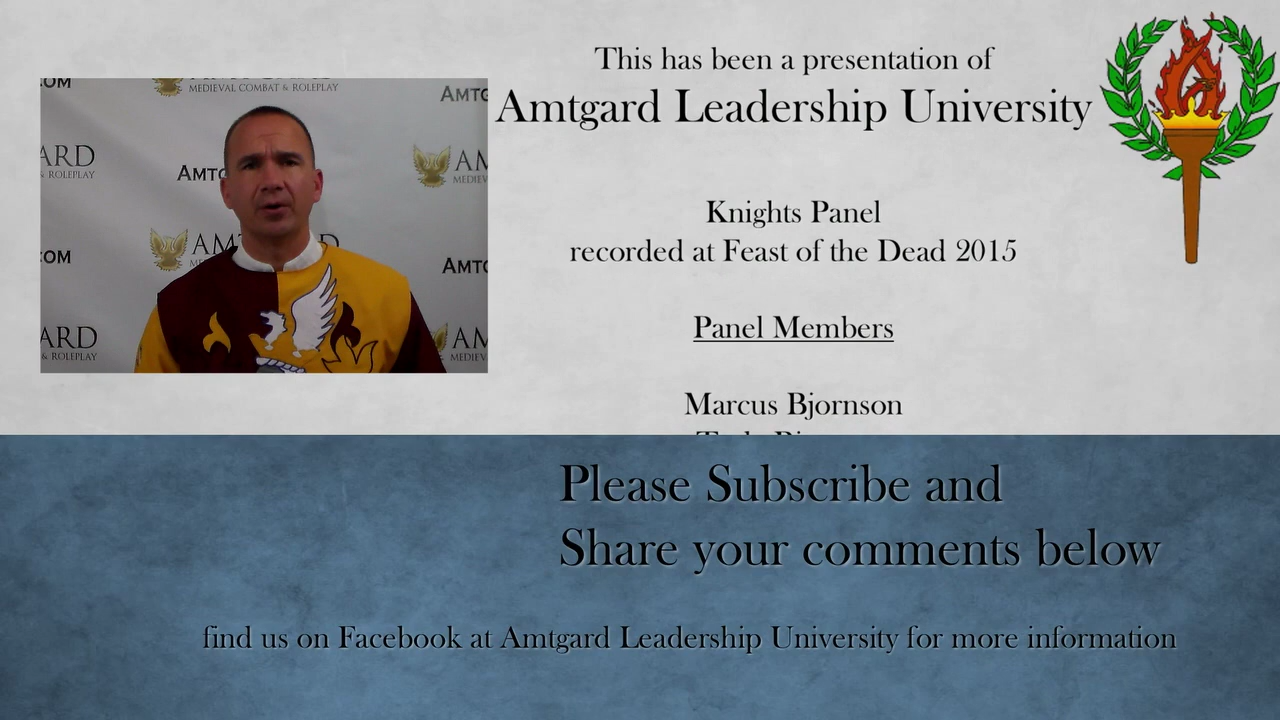 This has been a presentation of
Amtgard Leadership University
Knights Panel
recorded at Feast of the Dead 2015
Panel Members
Marcus Bjornson
Please Subscribe and
Share your comments below
find us on Facebook at Amtgard Leadership University for more information
.COM
MEDIEVAL COMBAT & ROLEPLAY
AMTG
ARD
& ROLEPLAY
AMTG
AM
MEDIEV
.COM
AM
AMTG
ARD
& ROLEPLAY
AM
MEDIEV